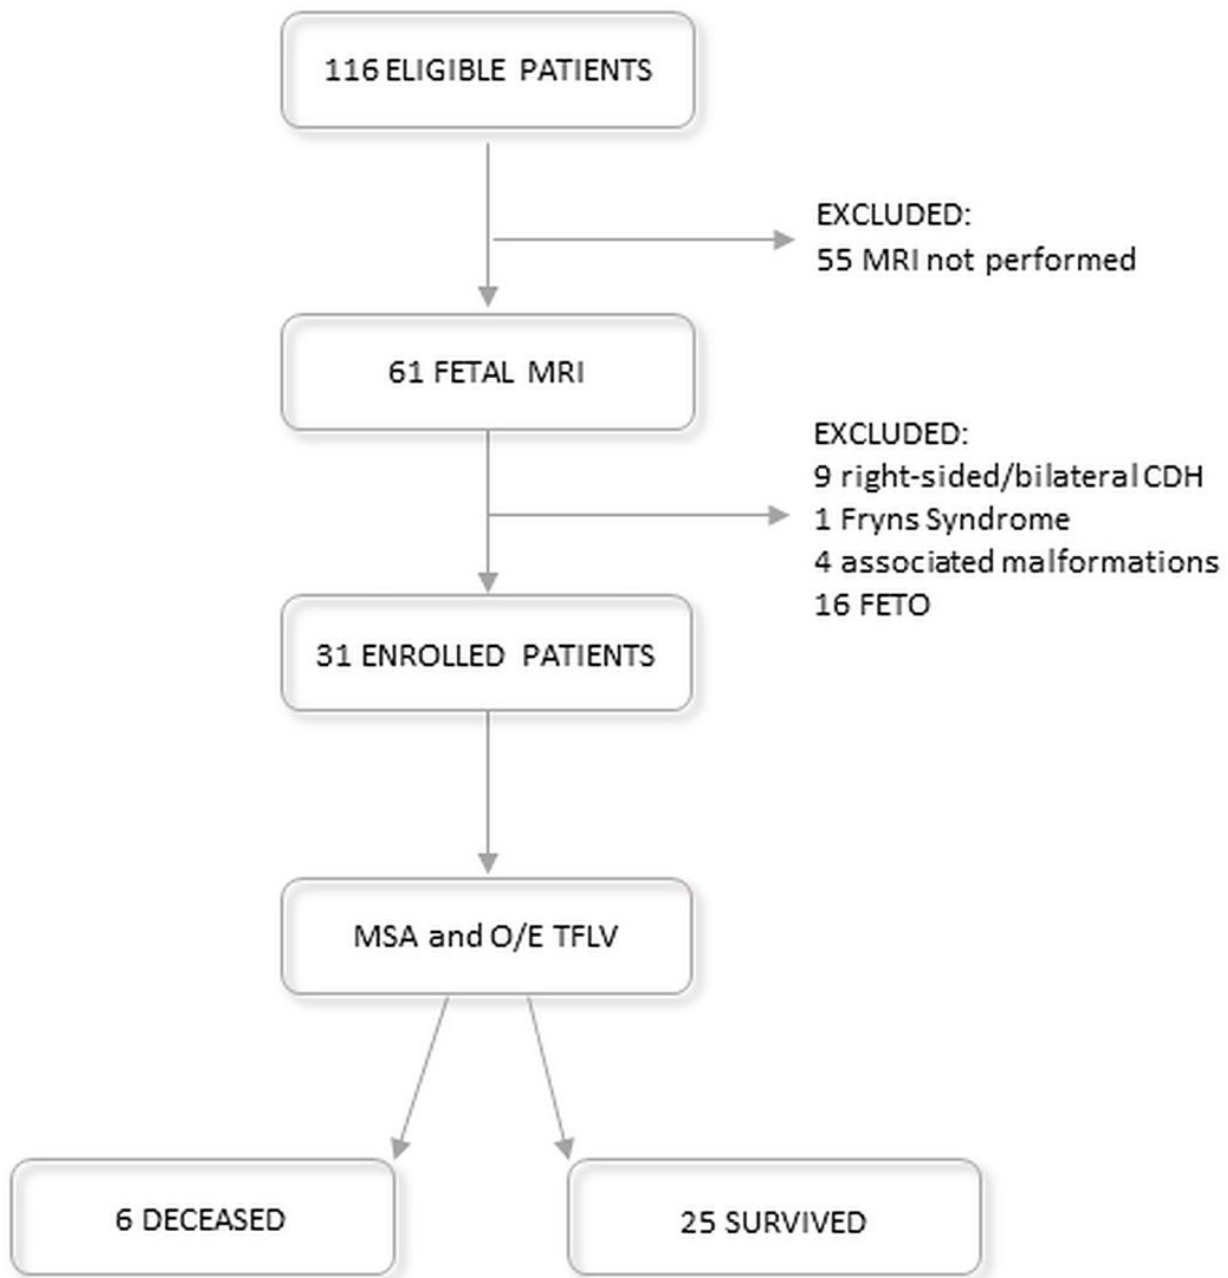 116 ELIGIBLE PATIENTS
EXCLUDED:
55 MRI not performed
61 FETAL MRI
EXCLUDED:
9 right-sided/bilateral CDH
1 Fryns Syndrome
4 associated malformations
16 FETO
31 ENROLLED PATIENTS
MSA and O/E TFLV
6 DECEASED
25 SURVIVED